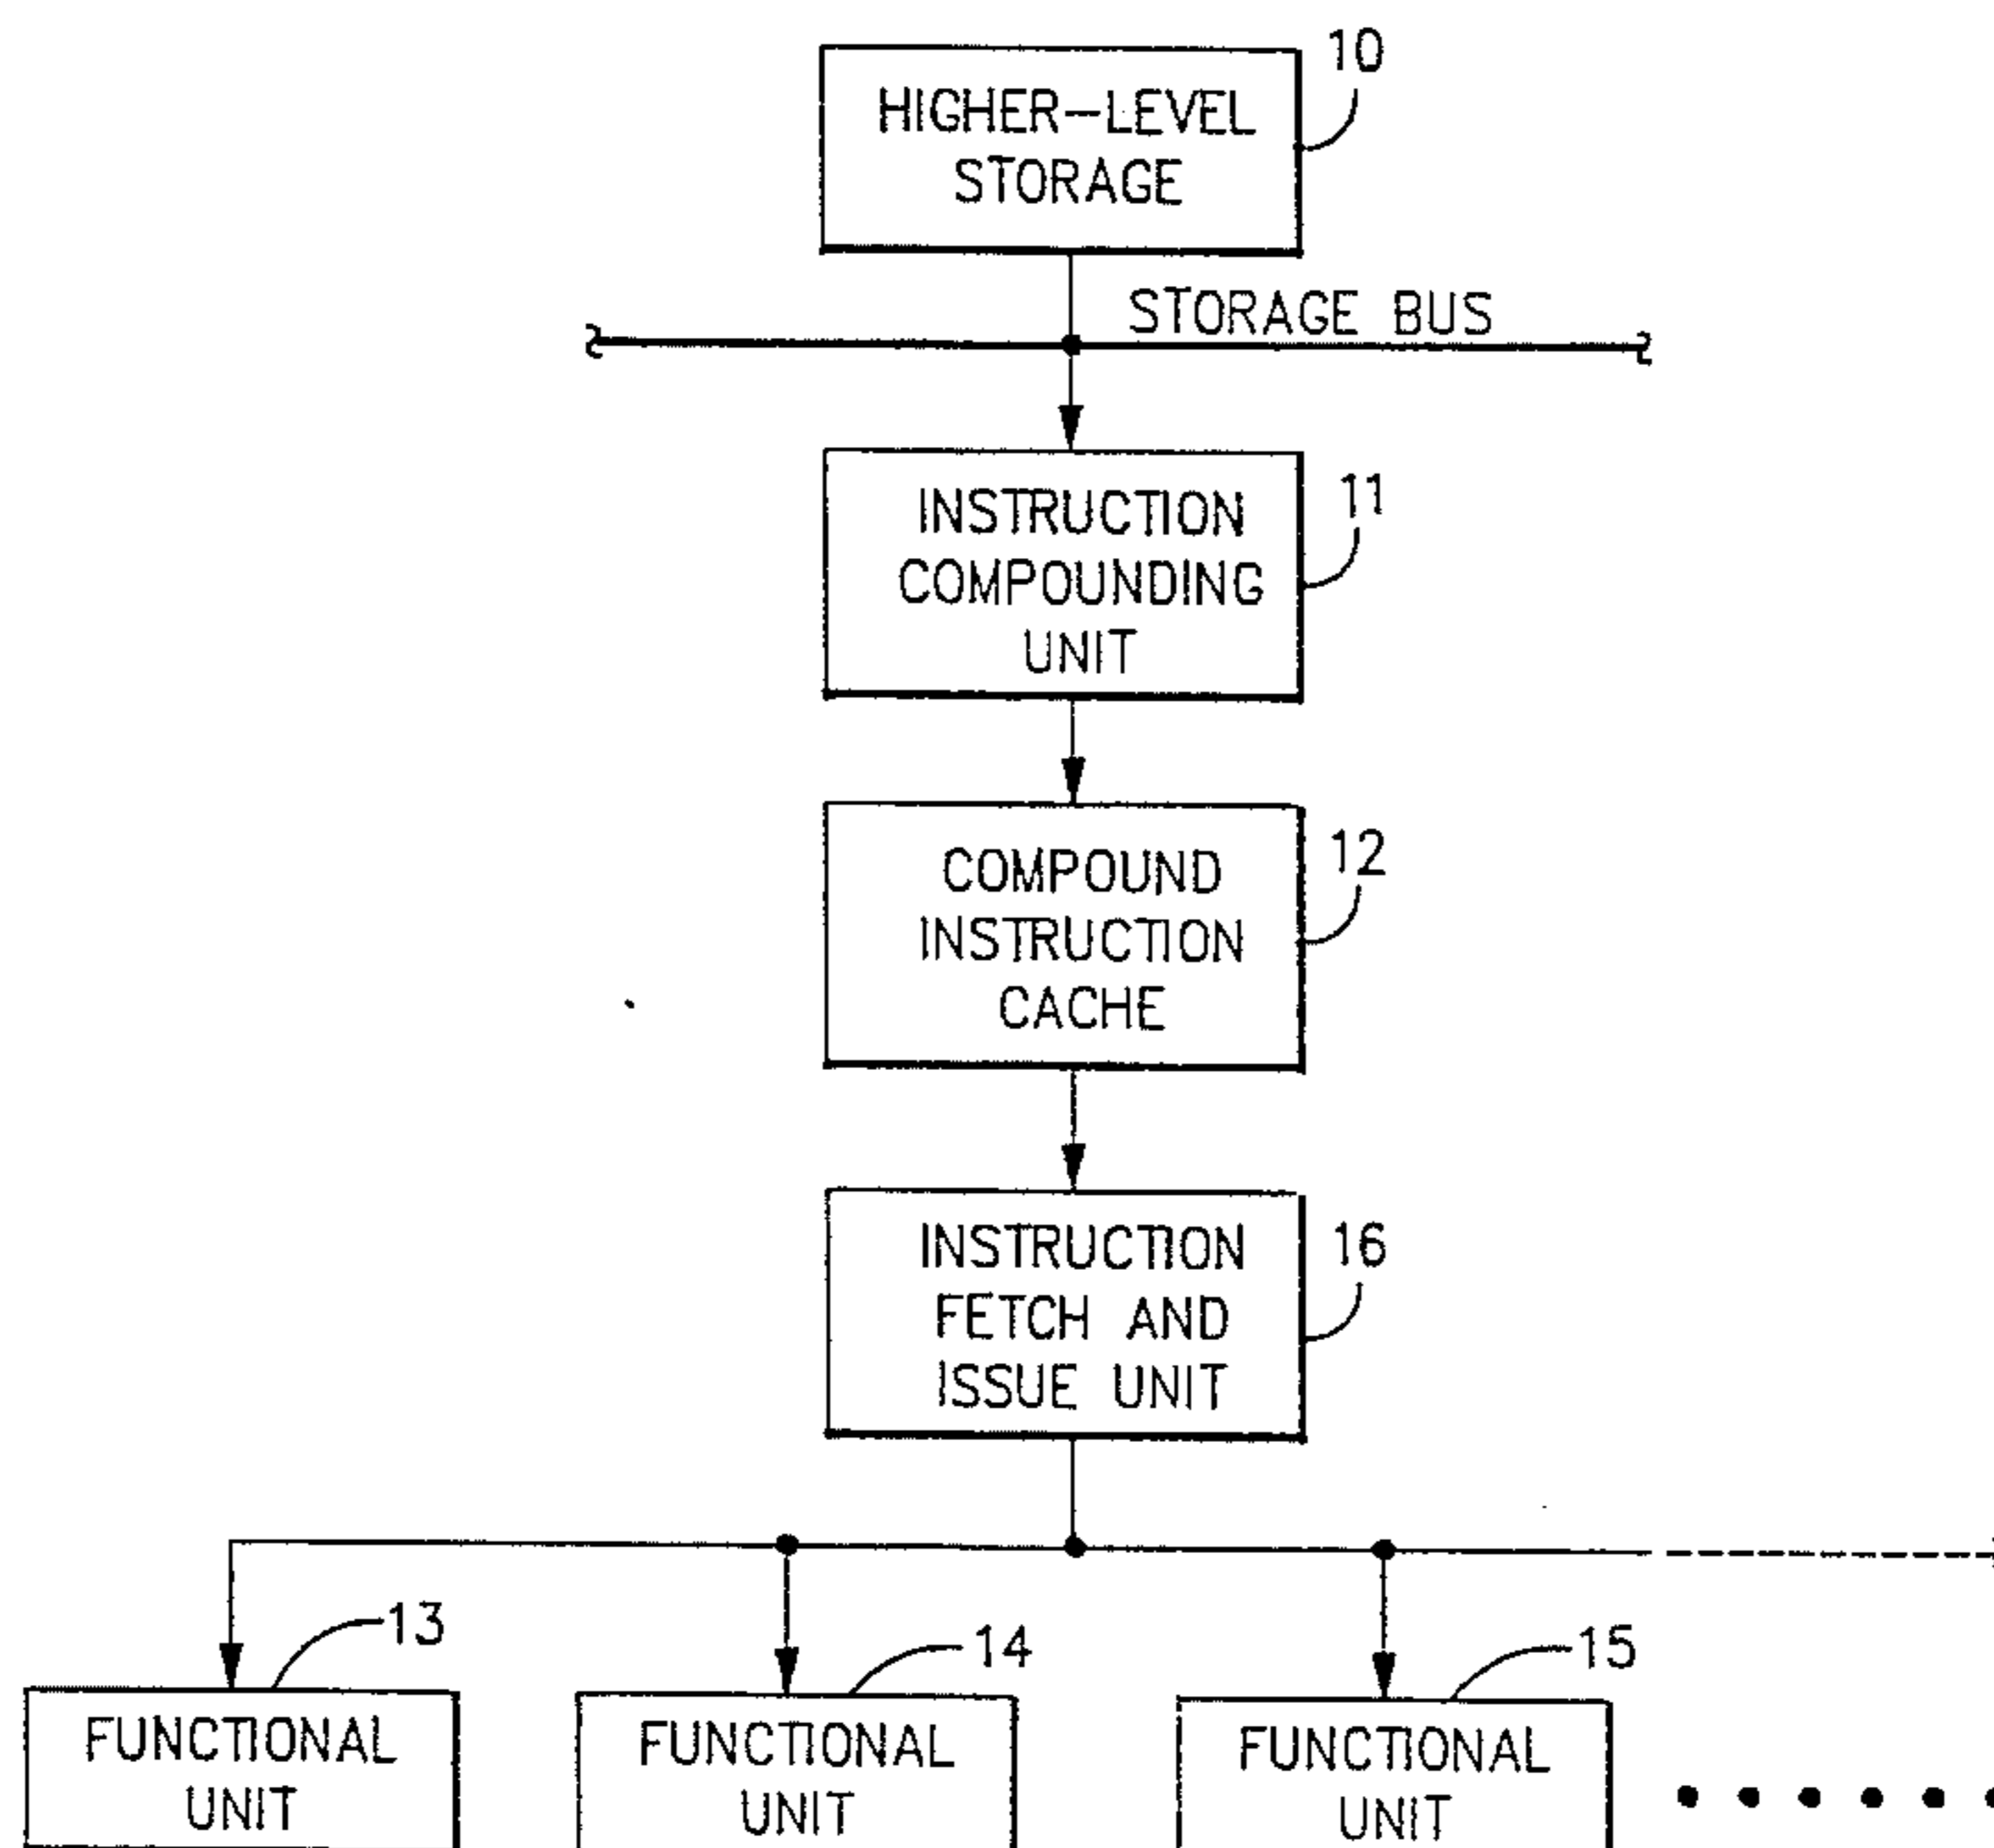 10
HIGHER-LEVEL
STORAGE
STORAGE BUS
11
INSTRUCTION
COMPOUNDING
UNIT
12
COMPOUND
INSTRUCTION
CACHE
16
INSTRUCTION
FETCH AND
ISSUE UNIT
13
FUNCTIONAL
UNIT
14
FUNCTIONAL
UNIT
15
FUNCTIONAL
UNIT